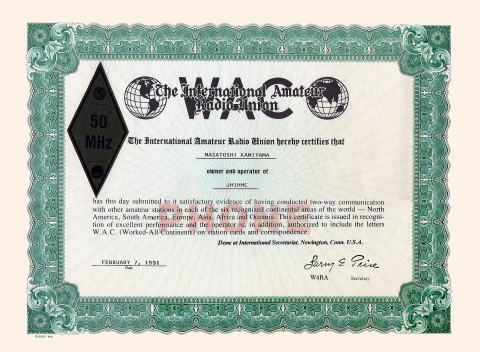 WAC
The International Amateur
Radio Union
50
MHz
The International Amateur Radio Union hereby certifies that
MASATOSHI KAMIYAMA
owner and operator of
JH1HHC
has this day submitted to it satisfactory evidence of having conducted two-way communication
with other amateur stations in each of the six recognized continental areas of the world — North
America, South America, Europe, Asia, Africa and Oceania. This certificate is issued in recogni-
tion of excellent performance and the operator is hereby authorized to include the letters
W.A.C. (Worked-All-Continents) on station cards and correspondence.
Done at International Secretariat, Newington, Conn. U.S.A.
FEBRUARY 7, 1991
Date
Larry E. Price
W4RA Secretary